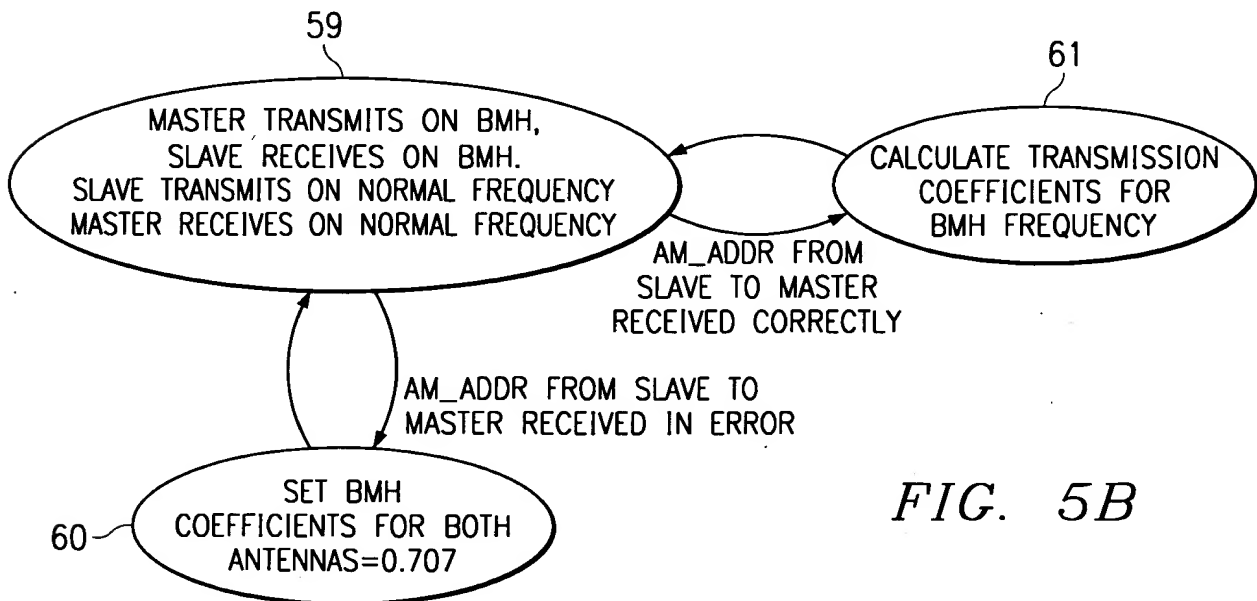 59
MASTER TRANSMITS ON BMH,
SLAVE RECEIVES ON BMH.
SLAVE TRANSMITS ON NORMAL FREQUENCY
MASTER RECEIVES ON NORMAL FREQUENCY
61
CALCULATE TRANSMISSION
COEFFICIENTS FOR
BMH FREQUENCY
AM_ADDR FROM
SLAVE TO MASTER
RECEIVED CORRECTLY
AM_ADDR FROM SLAVE TO
MASTER RECEIVED IN ERROR
60
SET BMH
COEFFICIENTS FOR BOTH
ANTENNAS=0.707
FIG. 5B